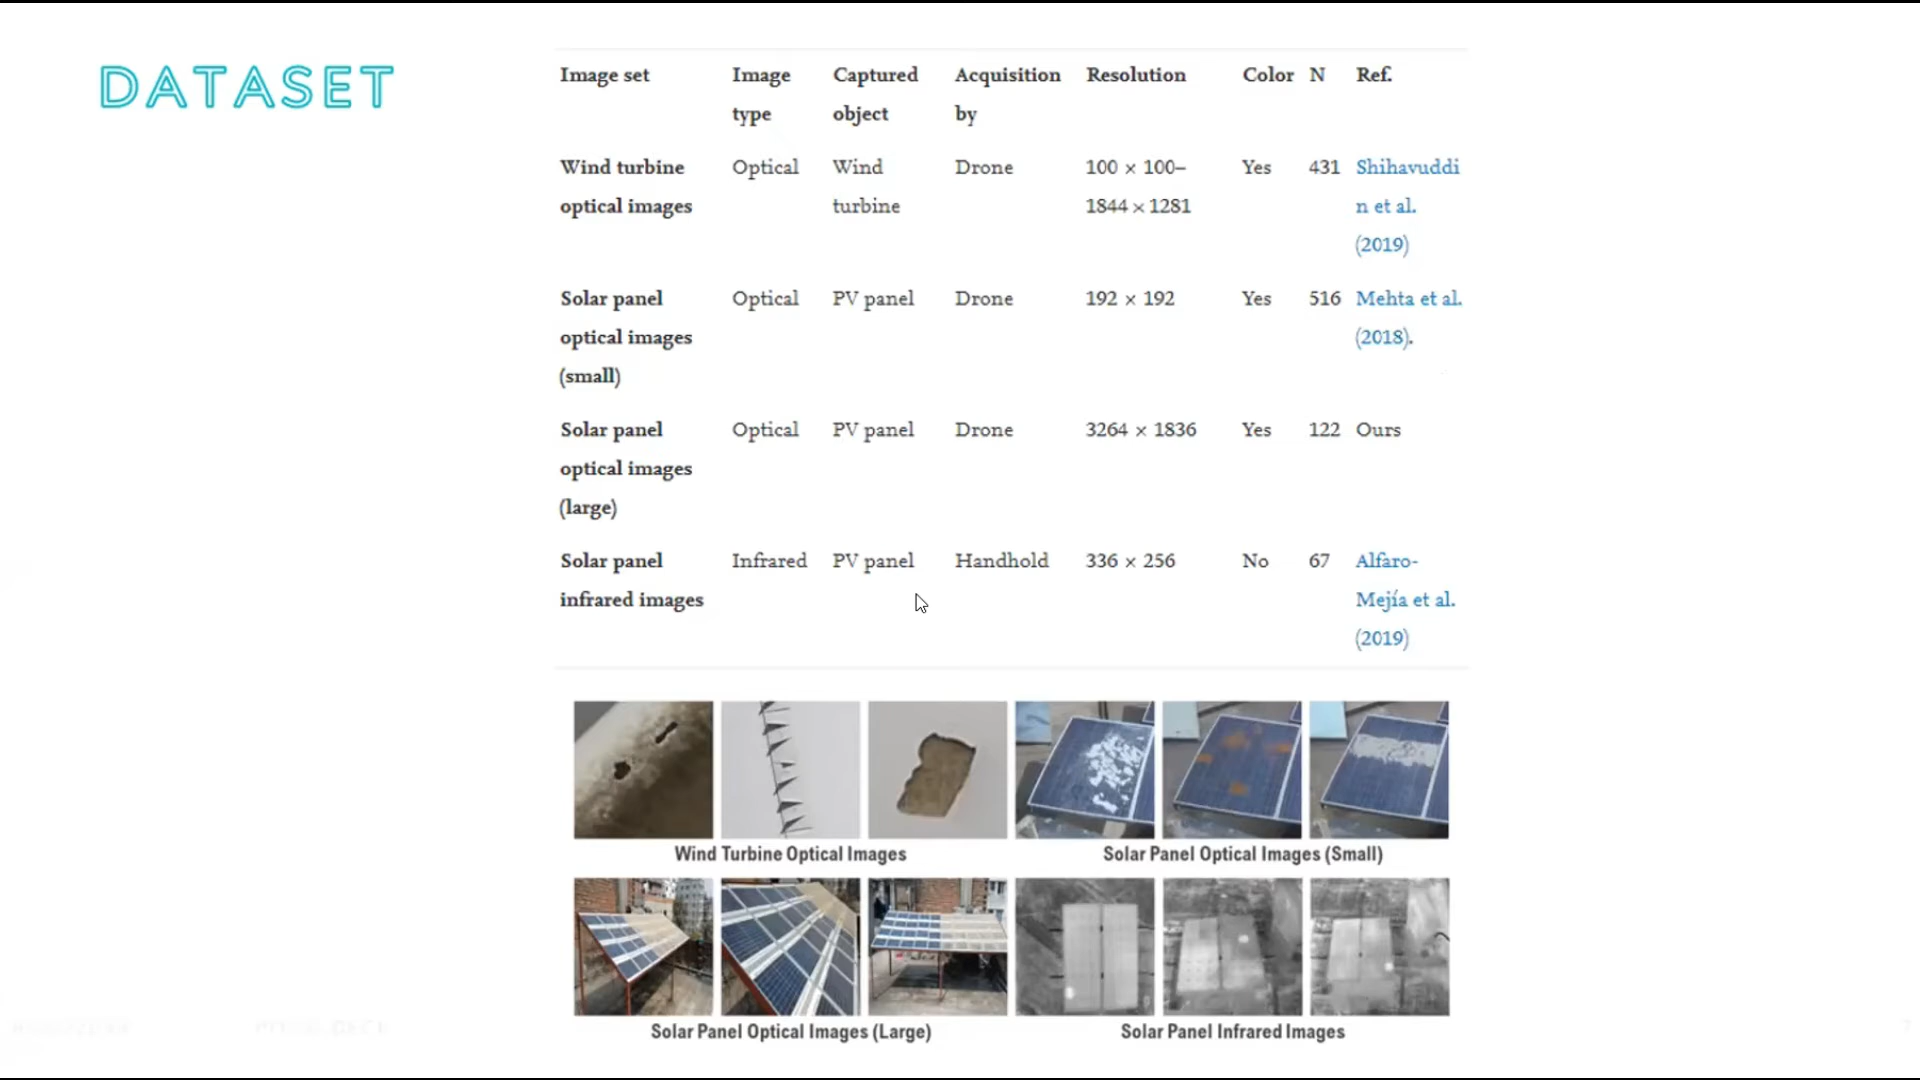 DATASET
Image set Image Captured Acquisition Resolution Color N Ref.
type object by
Wind turbine Optical Wind Drone 100 × 100– Yes 431 Shihavuddi
optical images turbine 1844 × 1281 n et al.
(2019)
Solar panel Optical PV panel Drone 192 × 192 Yes 516 Mehta et al.
optical images (2018).
(small)
Solar panel Optical PV panel Drone 3264 × 1836 Yes 122 Ours
optical images
(large)
Solar panel Infrared PV panel Handhold 336 × 256 No 67 Alfaro-
infrared images Mejía et al.
(2019)
Wind Turbine Optical Images Solar Panel Optical Images (Small)
Solar Panel Optical Images (Large) Solar Panel Infrared Images